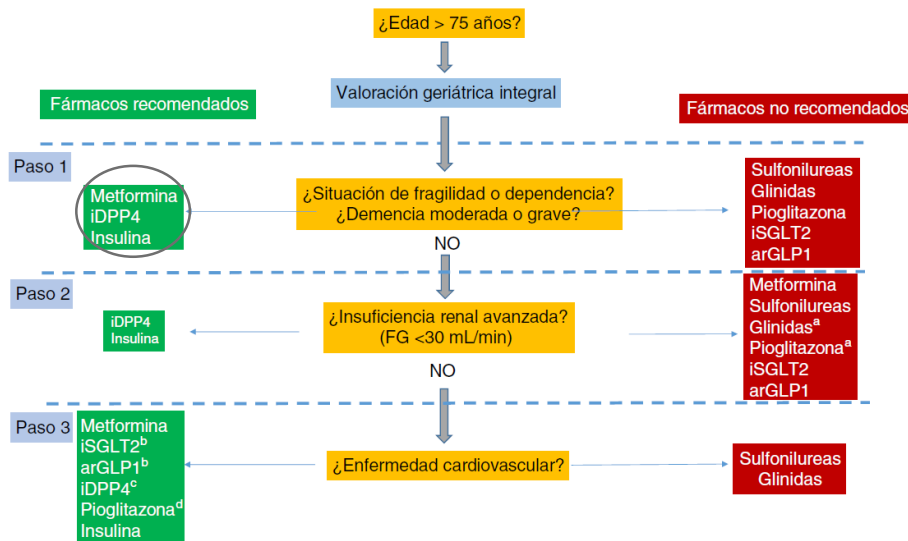 ¿Edad > 75 años?
Valoración geriátrica integral
Fármacos recomendados
Fármacos no recomendados
Paso 1
Metformina
iDPP4
Insulina
¿Situación de fragilidad o dependencia?
¿Demencia moderada o grave?
Sulfonilureas
Glinidas
Pioglitazona
iSGLT2
arGLP1
NO
Paso 2
iDPP4
Insulina
¿Insuficiencia renal avanzada?
(FG <30 mL/min)
Metformina
Sulfonilureas
Glinidasᵃ
Pioglitazonaᵃ
iSGLT2
arGLP1
NO
Paso 3
Metformina
iSGLT2ᵇ
arGLP1ᵇ
iDPP4ᶜ
Pioglitazonaᵈ
Insulina
¿Enfermedad cardiovascular?
Sulfonilureas
Glinidas